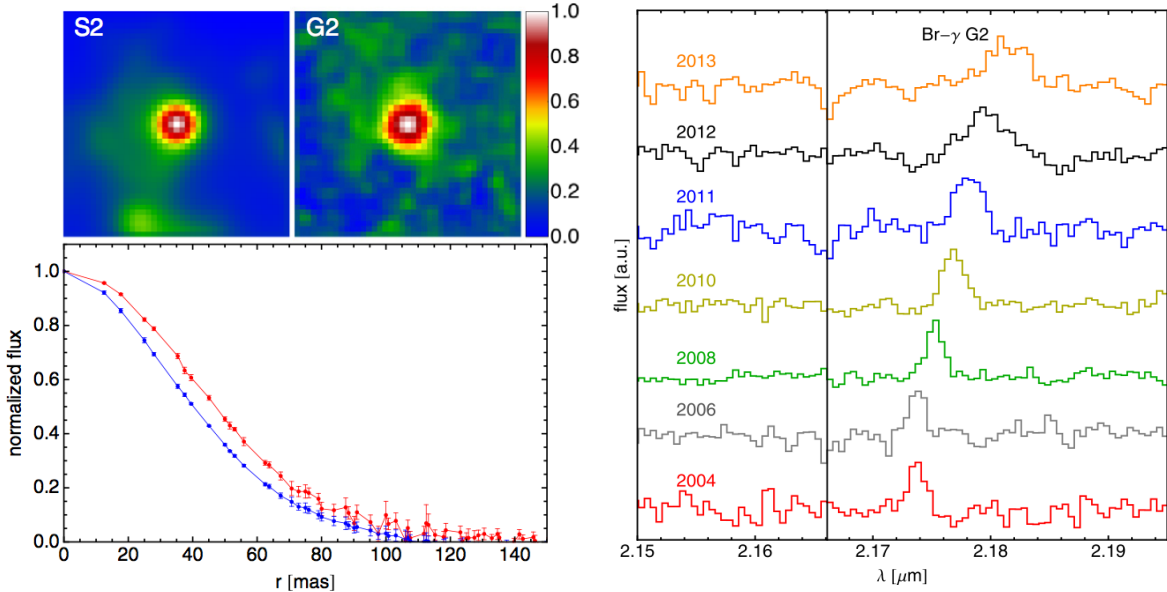 S2
G2
1.0
0.8
0.6
0.4
0.2
0.0
normalized flux
1.0
0.8
0.6
0.4
0.2
0.0
0 20 40 60 80 100 120 140
r [mas]
Br-γ G2
2013
2012
2011
2010
2008
2006
2004
flux [a.u.]
2.15 2.16 2.17 2.18 2.19
λ [μm]